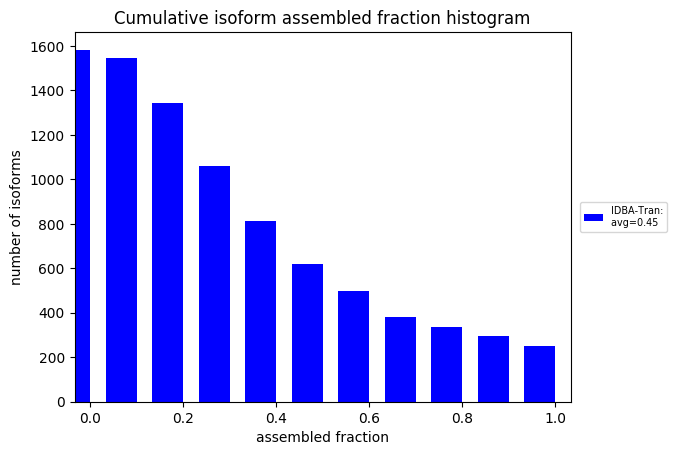 Cumulative isoform assembled fraction histogram
number of isoforms
1600
1400
1200
1000
800
600
400
200
0
0.0 0.2 0.4 0.6 0.8 1.0
assembled fraction
IDBA-Tran:
avg=0.45